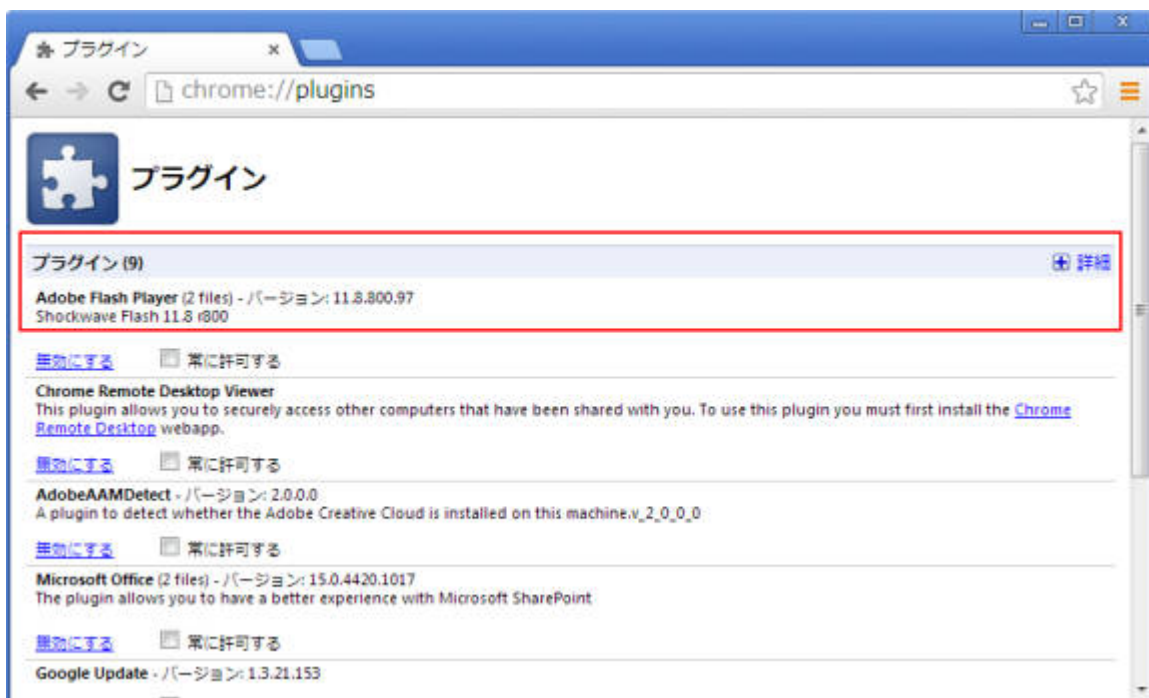 プラグイン
chrome://plugins
プラグイン
プラグイン (9) 詳細
Adobe Flash Player (2 files) - バージョン: 11.8.800.97
Shockwave Flash 11.8 r800
無効にする 常に許可する
Chrome Remote Desktop Viewer
This plugin allows you to securely access other computers that have been shared with you. To use this plugin you must first install the Chrome
Remote Desktop webapp.
無効にする 常に許可する
AdobeAAMDetect - バージョン: 2.0.0.0
A plugin to detect whether the Adobe Creative Cloud is installed on this machine.v_2_0_0_0
無効にする 常に許可する
Microsoft Office (2 files) - バージョン: 15.0.4420.1017
The plugin allows you to have a better experience with Microsoft SharePoint
無効にする 常に許可する
Google Update - バージョン: 1.3.21.153